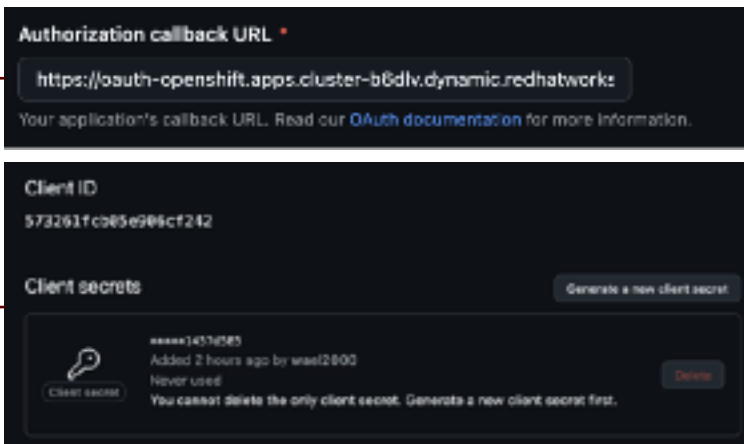 Authorization callback URL *
https://oauth-openshift.apps.cluster-b6dlv.dynamic.redhatworks
Your application's callback URL. Read our OAuth documentation for more information.
Client ID
573261fcb05e906cf242
Client secrets
Generate a new client secret
*****1457d585
Added 2 hours ago by wael2000
Never used
Client secret
Delete
You cannot delete the only client secret. Generate a new client secret first.